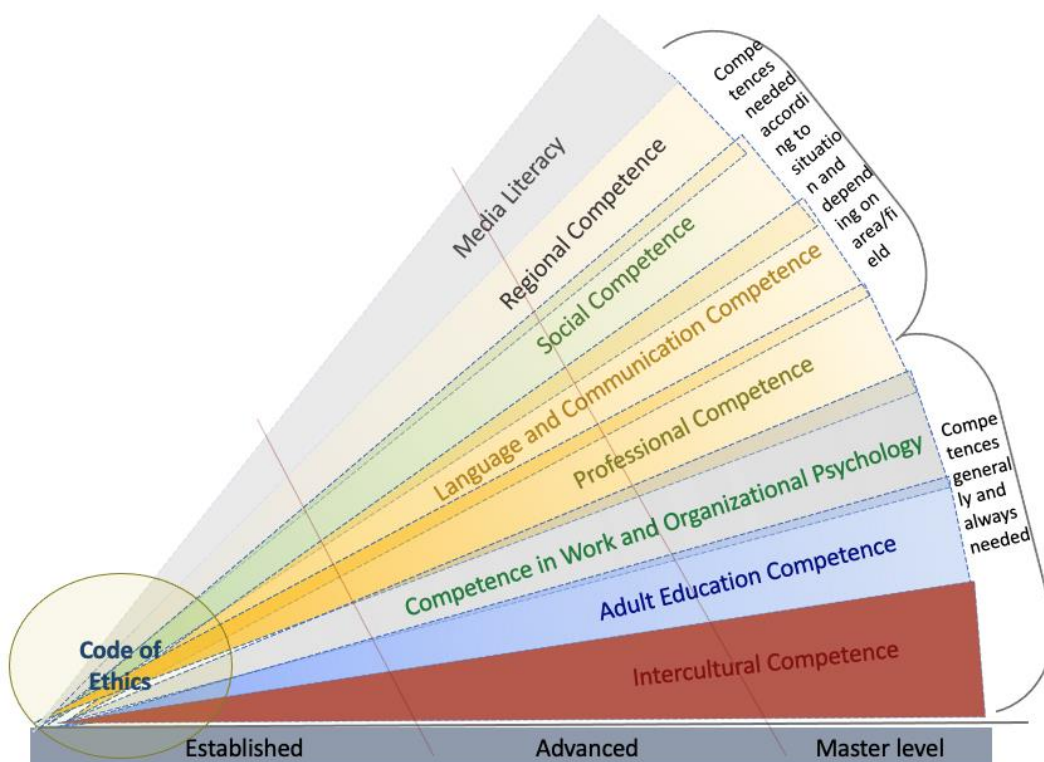 Compe
tences
needed
accordi
ng to
situatio
n and
depend
ing on
area/fi
eld
Media Literacy
Regional Competence
Social Competence
Language and Communication Competence
Professional Competence
Competence in Work and Organizational Psychology
Adult Education Competence
Intercultural Competence
Compe
tences
general
ly and
always
needed
Code of
Ethics
Established
Advanced
Master level